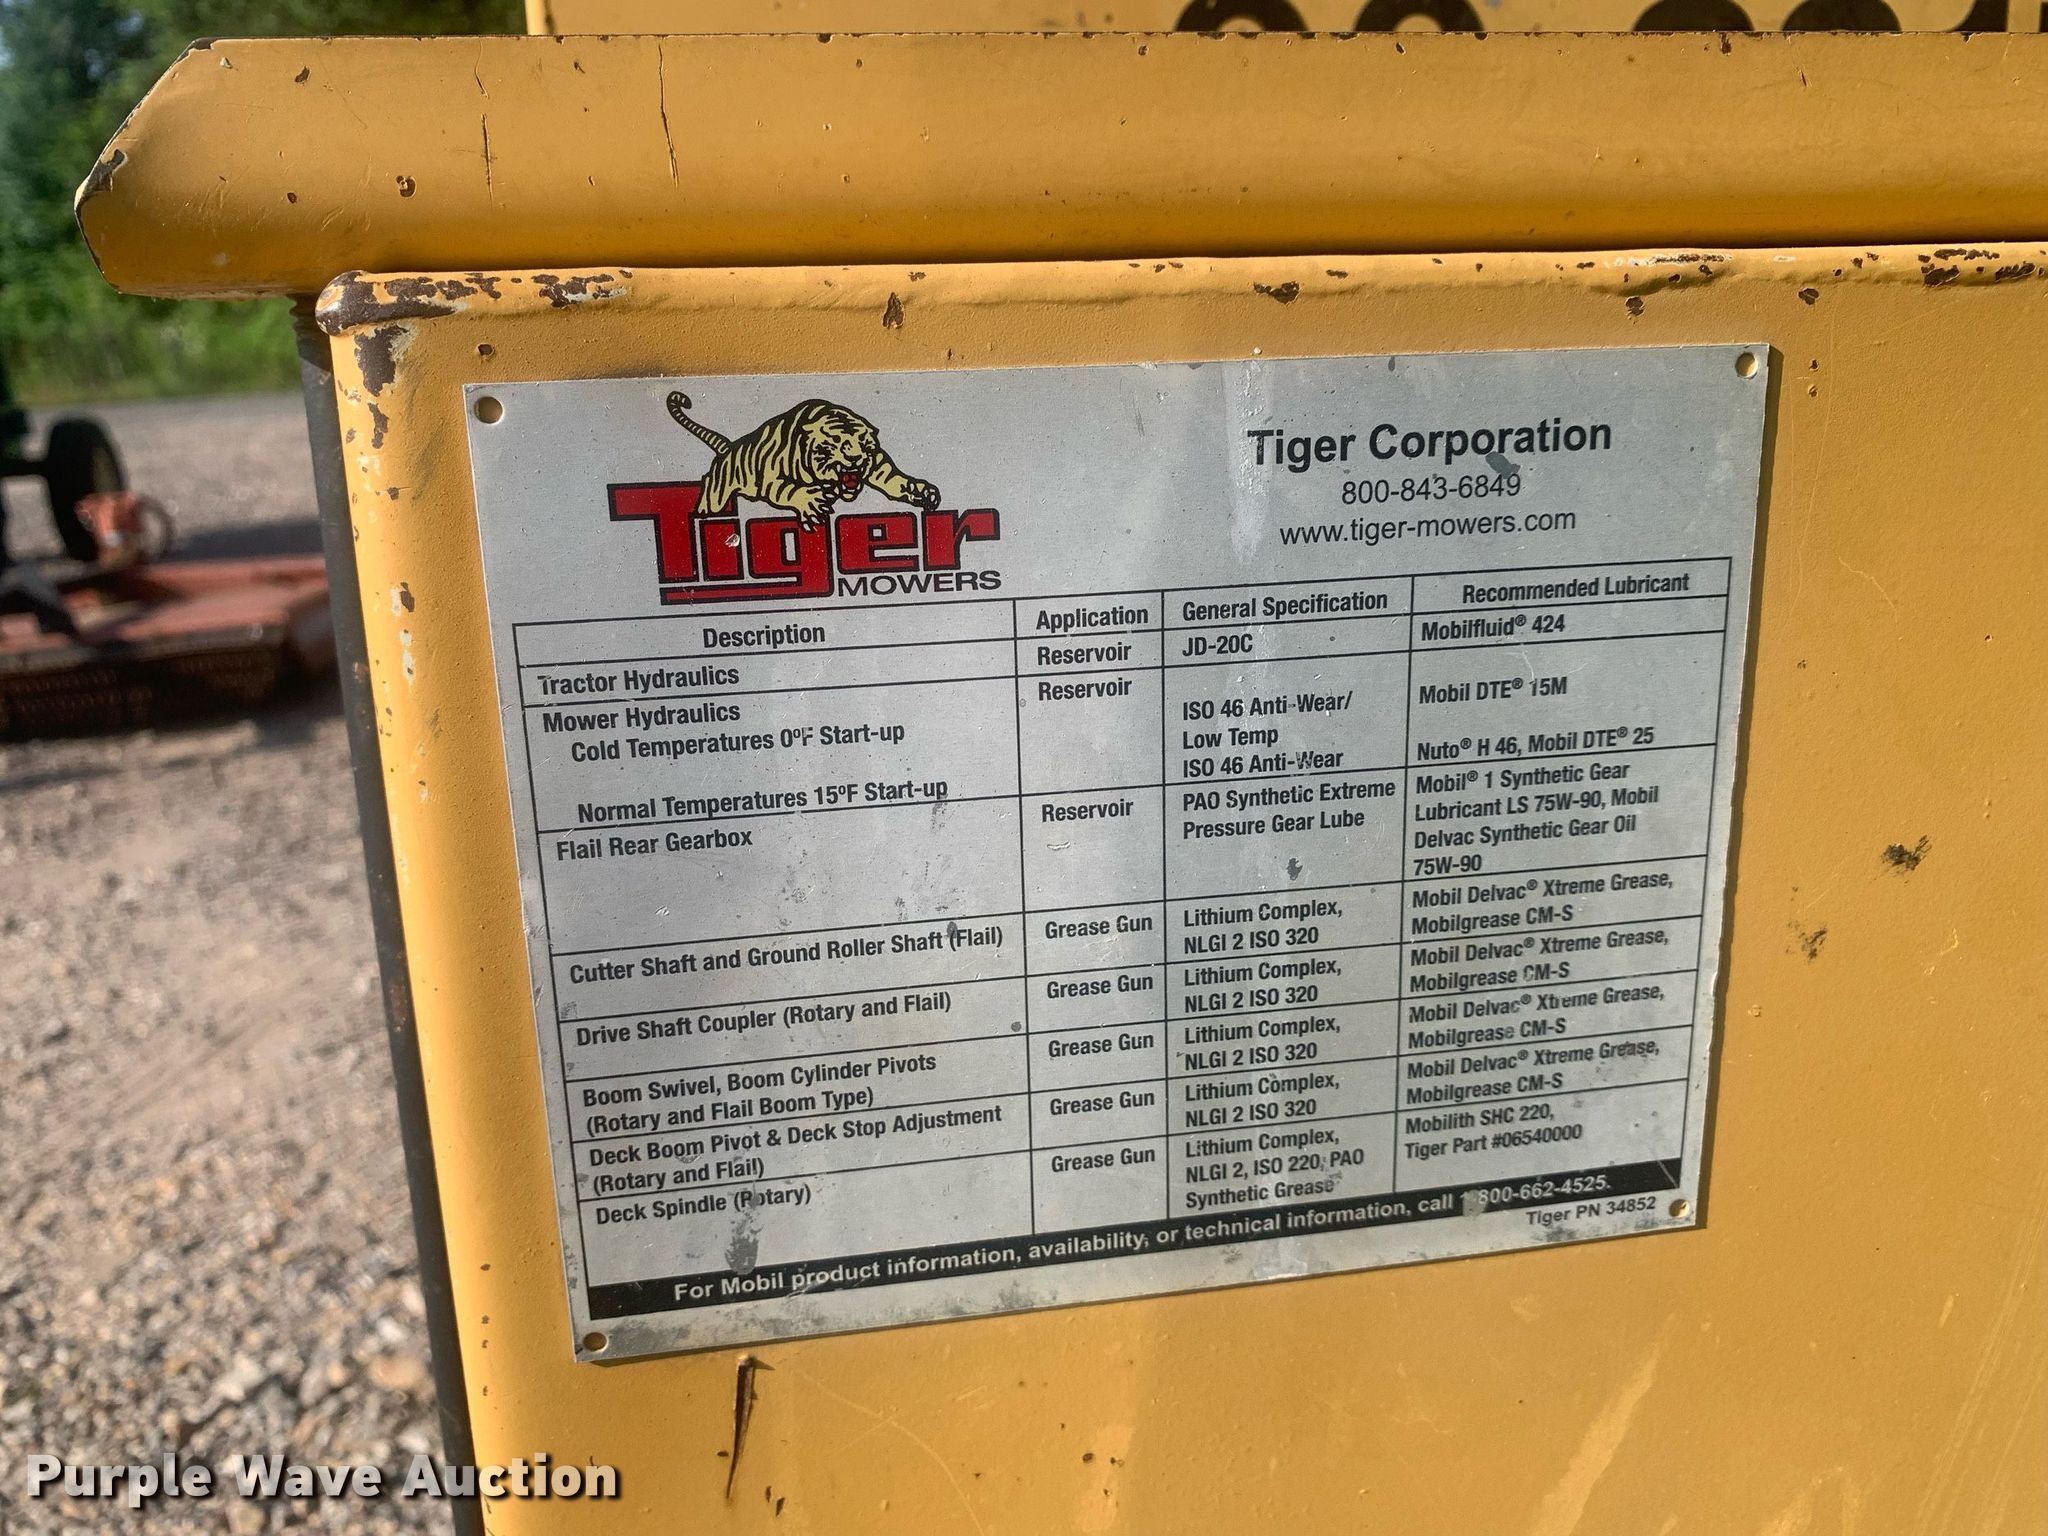 Tiger
MOWERS
Tiger Corporation
800-843-6849
www.tiger-mowers.com
Description Application General Specification Recommended Lubricant
Tractor Hydraulics Reservoir JD-20C Mobilfluid® 424
Mower Hydraulics Reservoir
Cold Temperatures 0ºF Start-up ISO 46 Anti-Wear/ Mobil DTE® 15M
Low Temp
Normal Temperatures 15ºF Start-up ISO 46 Anti-Wear Nuto® H 46, Mobil DTE® 25
Flail Rear Gearbox Reservoir PAO Synthetic Extreme Mobil® 1 Synthetic Gear
Pressure Gear Lube Lubricant LS 75W-90, Mobil
Delvac Synthetic Gear Oil
75W-90
Cutter Shaft and Ground Roller Shaft (Flail) Grease Gun Lithium Complex, Mobil Delvac® Xtreme Grease,
NLGI 2 ISO 320 Mobilgrease CM-S
Drive Shaft Coupler (Rotary and Flail) Grease Gun Lithium Complex, Mobil Delvac® Xtreme Grease,
NLGI 2 ISO 320 Mobilgrease CM-S
Boom Swivel, Boom Cylinder Pivots Grease Gun Lithium Complex, Mobil Delvac® Xtreme Grease,
(Rotary and Flail Boom Type) NLGI 2 ISO 320 Mobilgrease CM-S
Deck Boom Pivot & Deck Stop Adjustment Grease Gun Lithium Complex, Mobil Delvac® Xtreme Grease,
(Rotary and Flail) NLGI 2 ISO 320 Mobilgrease CM-S
Deck Spindle (Rotary) Grease Gun Lithium Complex, Mobilith SHC 220,
NLGI 2, ISO 220, PAO Tiger Part #06540000
Synthetic Grease
For Mobil product information, availability, or technical information, call 1-800-662-4525.
Tiger PN 34852
Purple Wave Auction